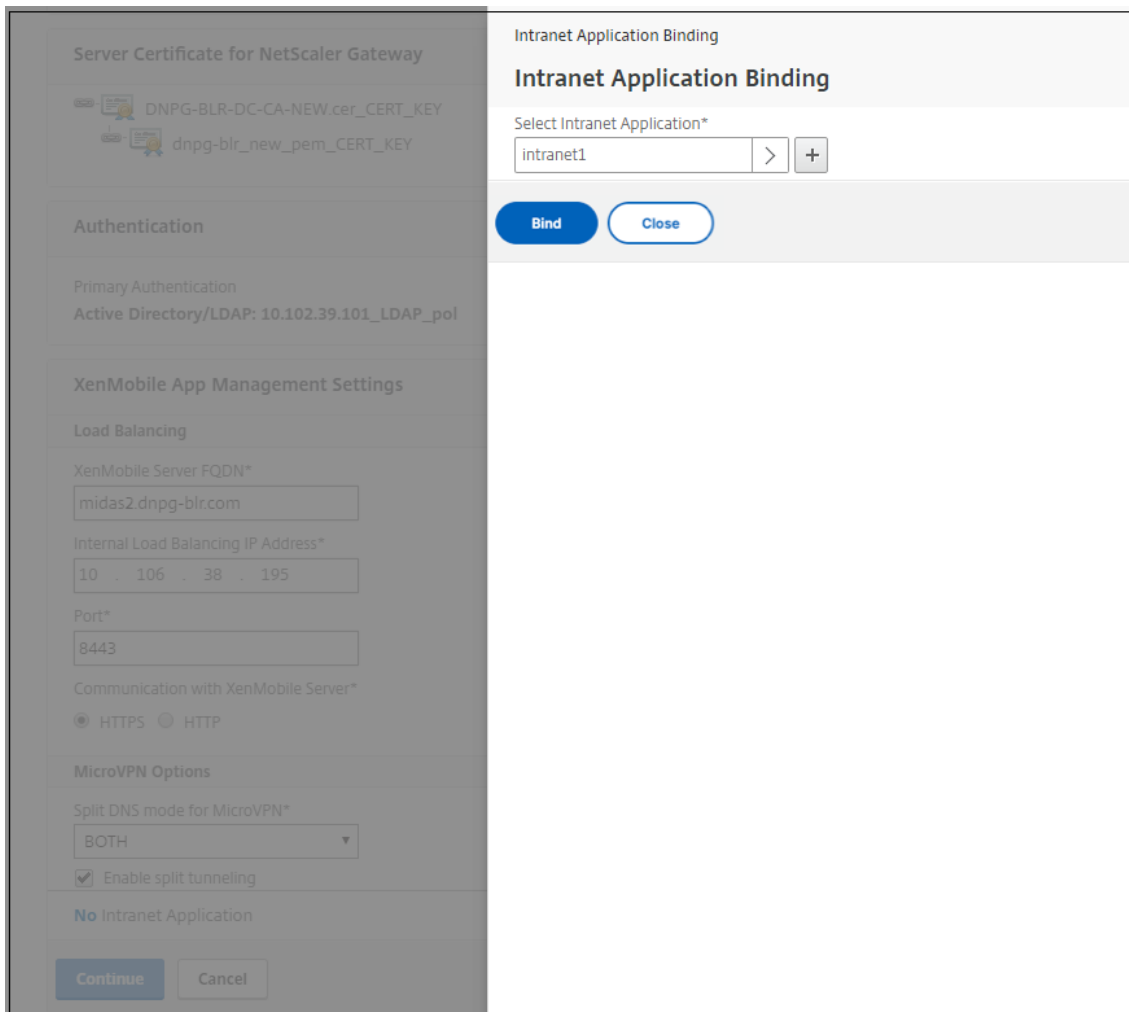 Server Certificate for NetScaler Gateway
DNPG-BLR-DC-CA-NEW.cer_CERT_KEY
dnpg-blr_new_pem_CERT_KEY
Authentication
Primary Authentication
Active Directory/LDAP: 10.102.39.101_LDAP_pol
XenMobile App Management Settings
Load Balancing
XenMobile Server FQDN*
midas2.dnpg-blr.com
Internal Load Balancing IP Address*
10 . 106 . 38 . 195
Port*
8443
Communication with XenMobile Server*
HTTPS HTTP
MicroVPN Options
Split DNS mode for MicroVPN*
BOTH
Enable split tunneling
No Intranet Application
Continue Cancel
Intranet Application Binding
Intranet Application Binding
Select Intranet Application*
intranet1
Bind Close